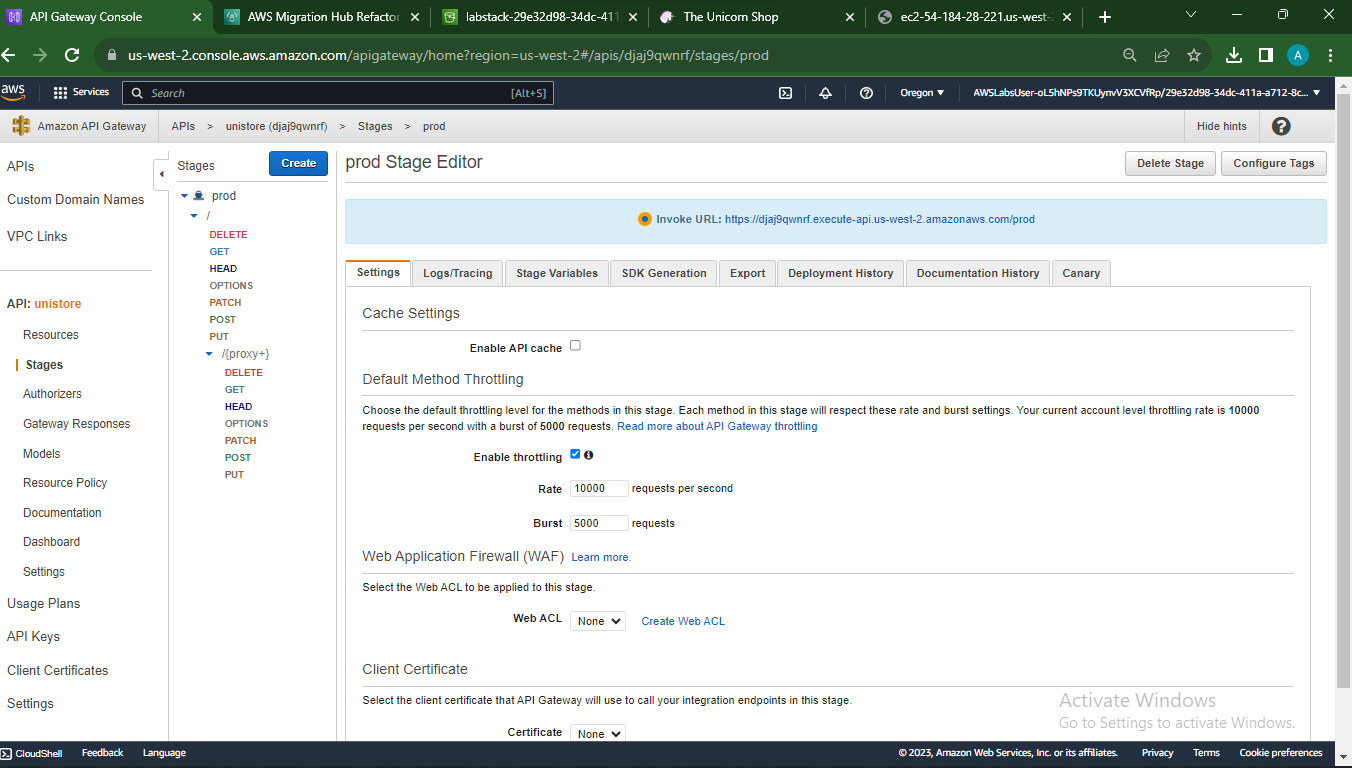 API Gateway Console
AWS Migration Hub Refactor
labstack-29e32d98-34dc-411
The Unicorn Shop
ec2-54-184-28-221.us-west-2
us-west-2.console.aws.amazon.com/apigateway/home?region=us-west-2#/apis/djaj9qwnrf/stages/prod
A
aws
Services
Search
[Alt+S]
Oregon
AWSLabsUser-oL5hNPs9TKUynvV3XCVfRp/29e32d98-34dc-411a-a712-8c...
Amazon API Gateway
APIs > unistore (djaj9qwnrf) > Stages > prod
Hide hints
APIs
Custom Domain Names
VPC Links
API: unistore
Resources
Stages
Authorizers
Gateway Responses
Models
Resource Policy
Documentation
Dashboard
Settings
Usage Plans
API Keys
Client Certificates
Settings
Stages
Create
prod
/
DELETE
GET
HEAD
OPTIONS
PATCH
POST
PUT
/{proxy+}
DELETE
GET
HEAD
OPTIONS
PATCH
POST
PUT
prod Stage Editor
Delete Stage
Configure Tags
Invoke URL: https://djaj9qwnrf.execute-api.us-west-2.amazonaws.com/prod
Settings
Logs/Tracing
Stage Variables
SDK Generation
Export
Deployment History
Documentation History
Canary
Cache Settings
Enable API cache
Default Method Throttling
Choose the default throttling level for the methods in this stage. Each method in this stage will respect these rate and burst settings. Your current account level throttling rate is 10000
requests per second with a burst of 5000 requests. Read more about API Gateway throttling
Enable throttling
Rate 10000 requests per second
Burst 5000 requests
Web Application Firewall (WAF) Learn more.
Select the Web ACL to be applied to this stage.
Web ACL None Create Web ACL
Client Certificate
Select the client certificate that API Gateway will use to call your integration endpoints in this stage.
Certificate None
Activate Windows
Go to Settings to activate Windows.
CloudShell
Feedback
Language
© 2023, Amazon Web Services, Inc. or its affiliates.
Privacy
Terms
Cookie preferences